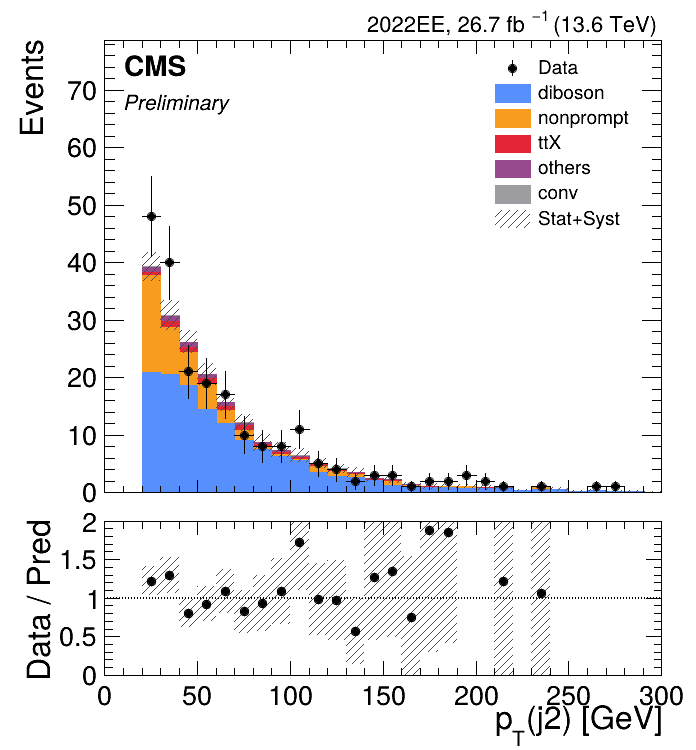 2022EE, 26.7 fb⁻¹ (13.6 TeV)
CMS
Preliminary
Events
Data
diboson
nonprompt
ttX
others
conv
Stat+Syst
70
60
50
40
30
20
10
0
Data / Pred
2
1.5
1
0.5
0
0 50 100 150 200 250 300
p_T(j2) [GeV]